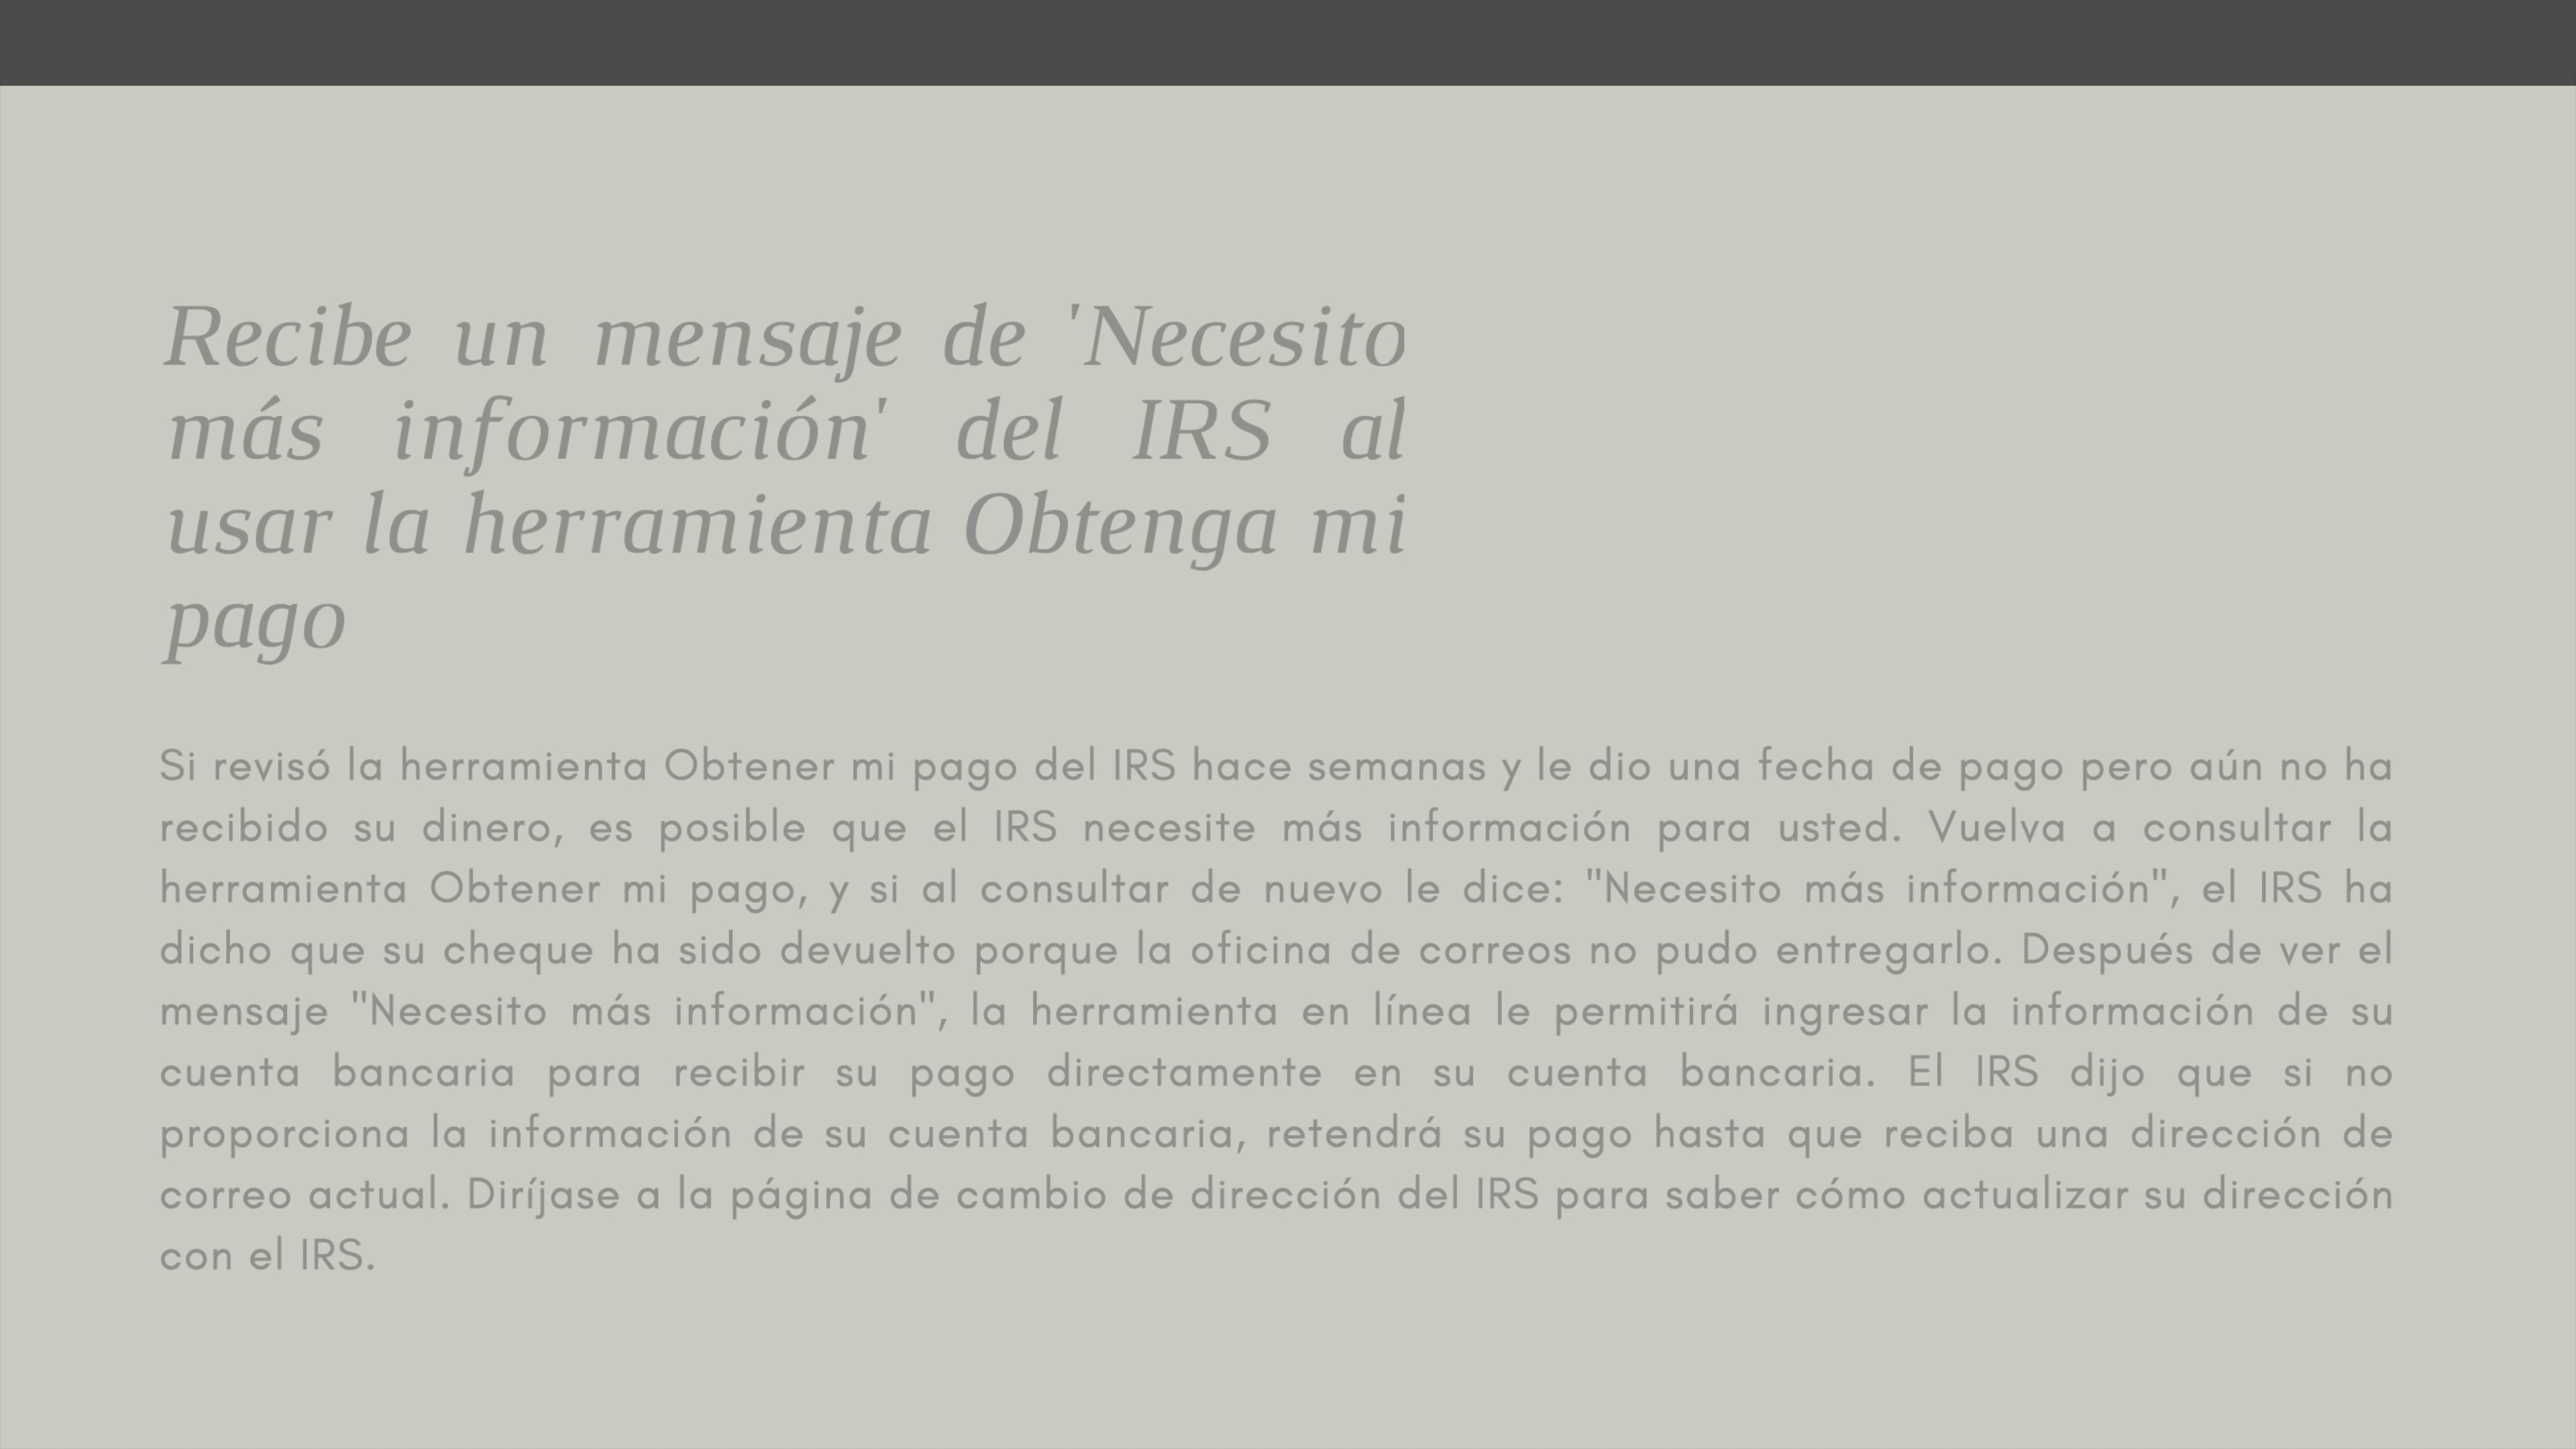 Recibe un mensaje de 'Necesito
más información' del IRS al
usar la herramienta Obtenga mi
pago
Si revisó la herramienta Obtener mi pago del IRS hace semanas y le dio una fecha de pago pero aún no ha
recibido su dinero, es posible que el IRS necesite más información para usted. Vuelva a consultar la
herramienta Obtener mi pago, y si al consultar de nuevo le dice: "Necesito más información", el IRS ha
dicho que su cheque ha sido devuelto porque la oficina de correos no pudo entregarlo. Después de ver el
mensaje "Necesito más información", la herramienta en línea le permitirá ingresar la información de su
cuenta bancaria para recibir su pago directamente en su cuenta bancaria. El IRS dijo que si no
proporciona la información de su cuenta bancaria, retendrá su pago hasta que reciba una dirección de
correo actual. Diríjase a la página de cambio de dirección del IRS para saber cómo actualizar su dirección
con el IRS.